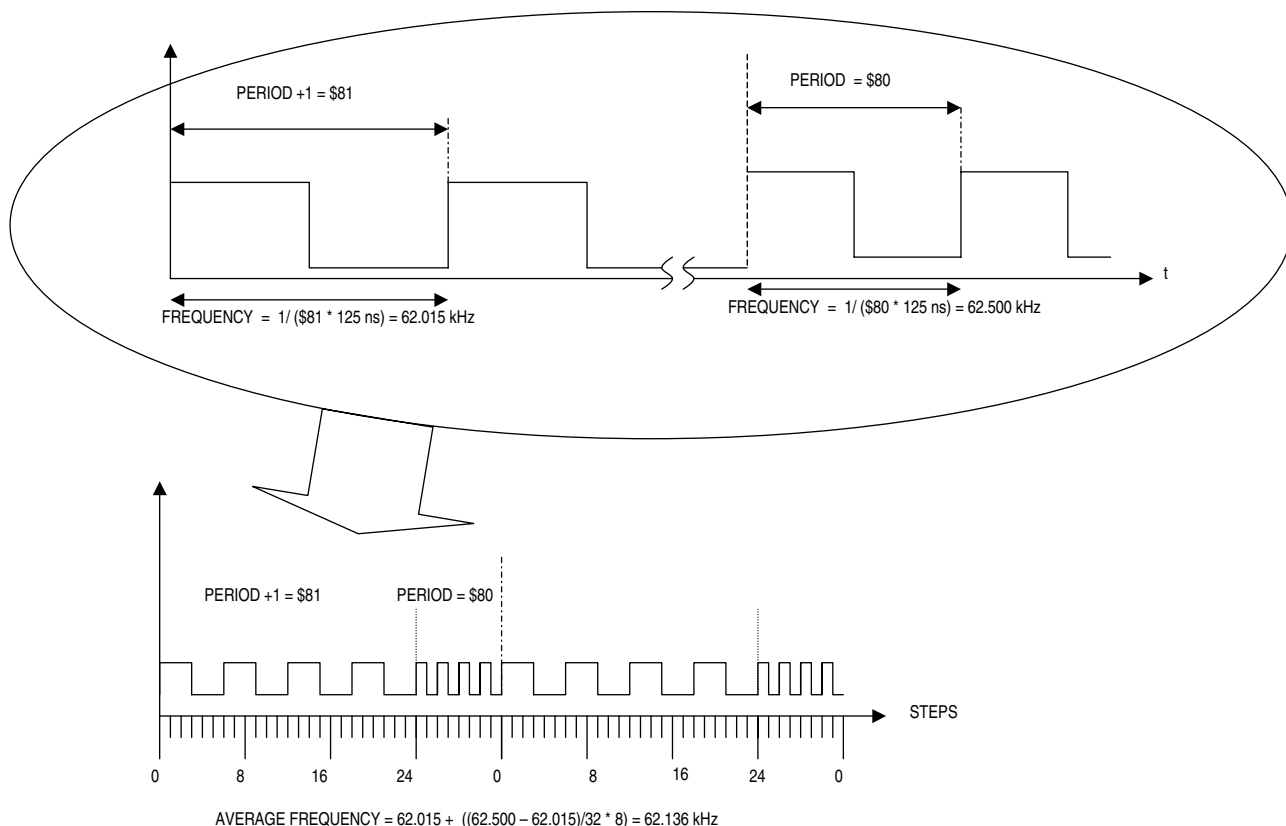 PERIOD +1 = $81
PERIOD = $80
t
FREQUENCY = 1/ ($81 * 125 ns) = 62.015 kHz
FREQUENCY = 1/ ($80 * 125 ns) = 62.500 kHz
PERIOD +1 = $81
PERIOD = $80
STEPS
0 8 16 24 0 8 16 24 0
AVERAGE FREQUENCY = 62.015 + ((62.500 – 62.015)/32 * 8) = 62.136 kHz